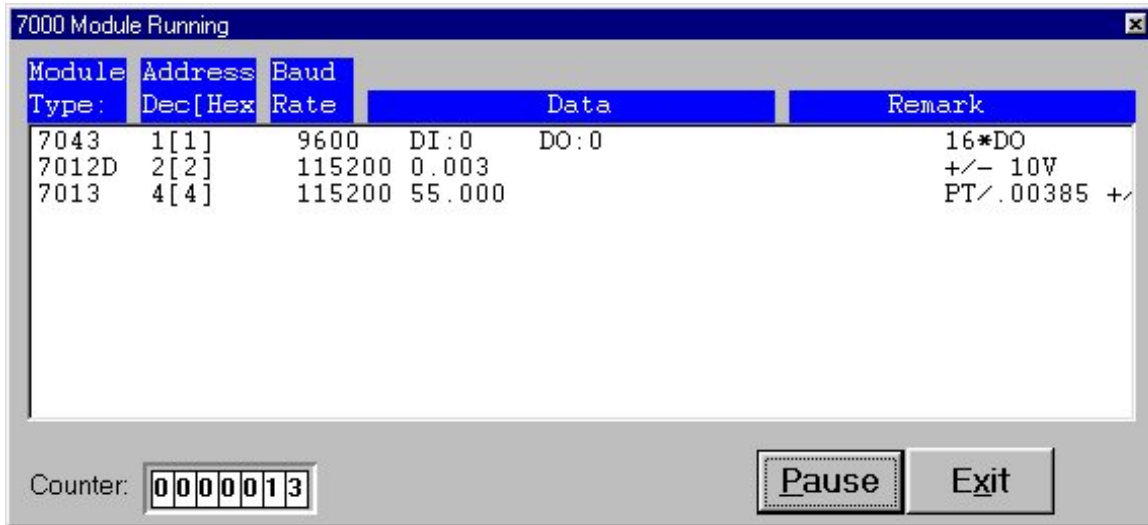 7000 Module Running
Module Address Baud
Type: Dec[Hex Rate Data Remark
7043 1[1] 9600 DI:0 DO:0 16*DO
7012D 2[2] 115200 0.003 +/- 10V
7013 4[4] 115200 55.000 PT/.00385 +/
Counter: 0000013 Pause Exit